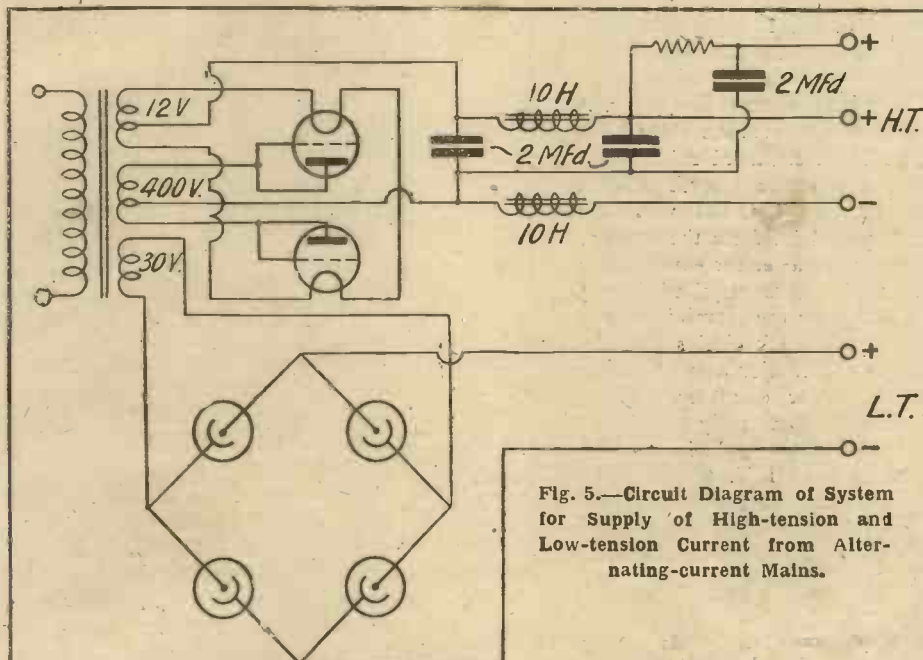 12V
400V.
30V.
10H
2 MFd.
10H
2 MFd
+
+ H.T.
-
+
L.T.
-
Fig. 5.—Circuit Diagram of System
for Supply of High-tension and
Low-tension Current from Alter-
nating-current Mains.